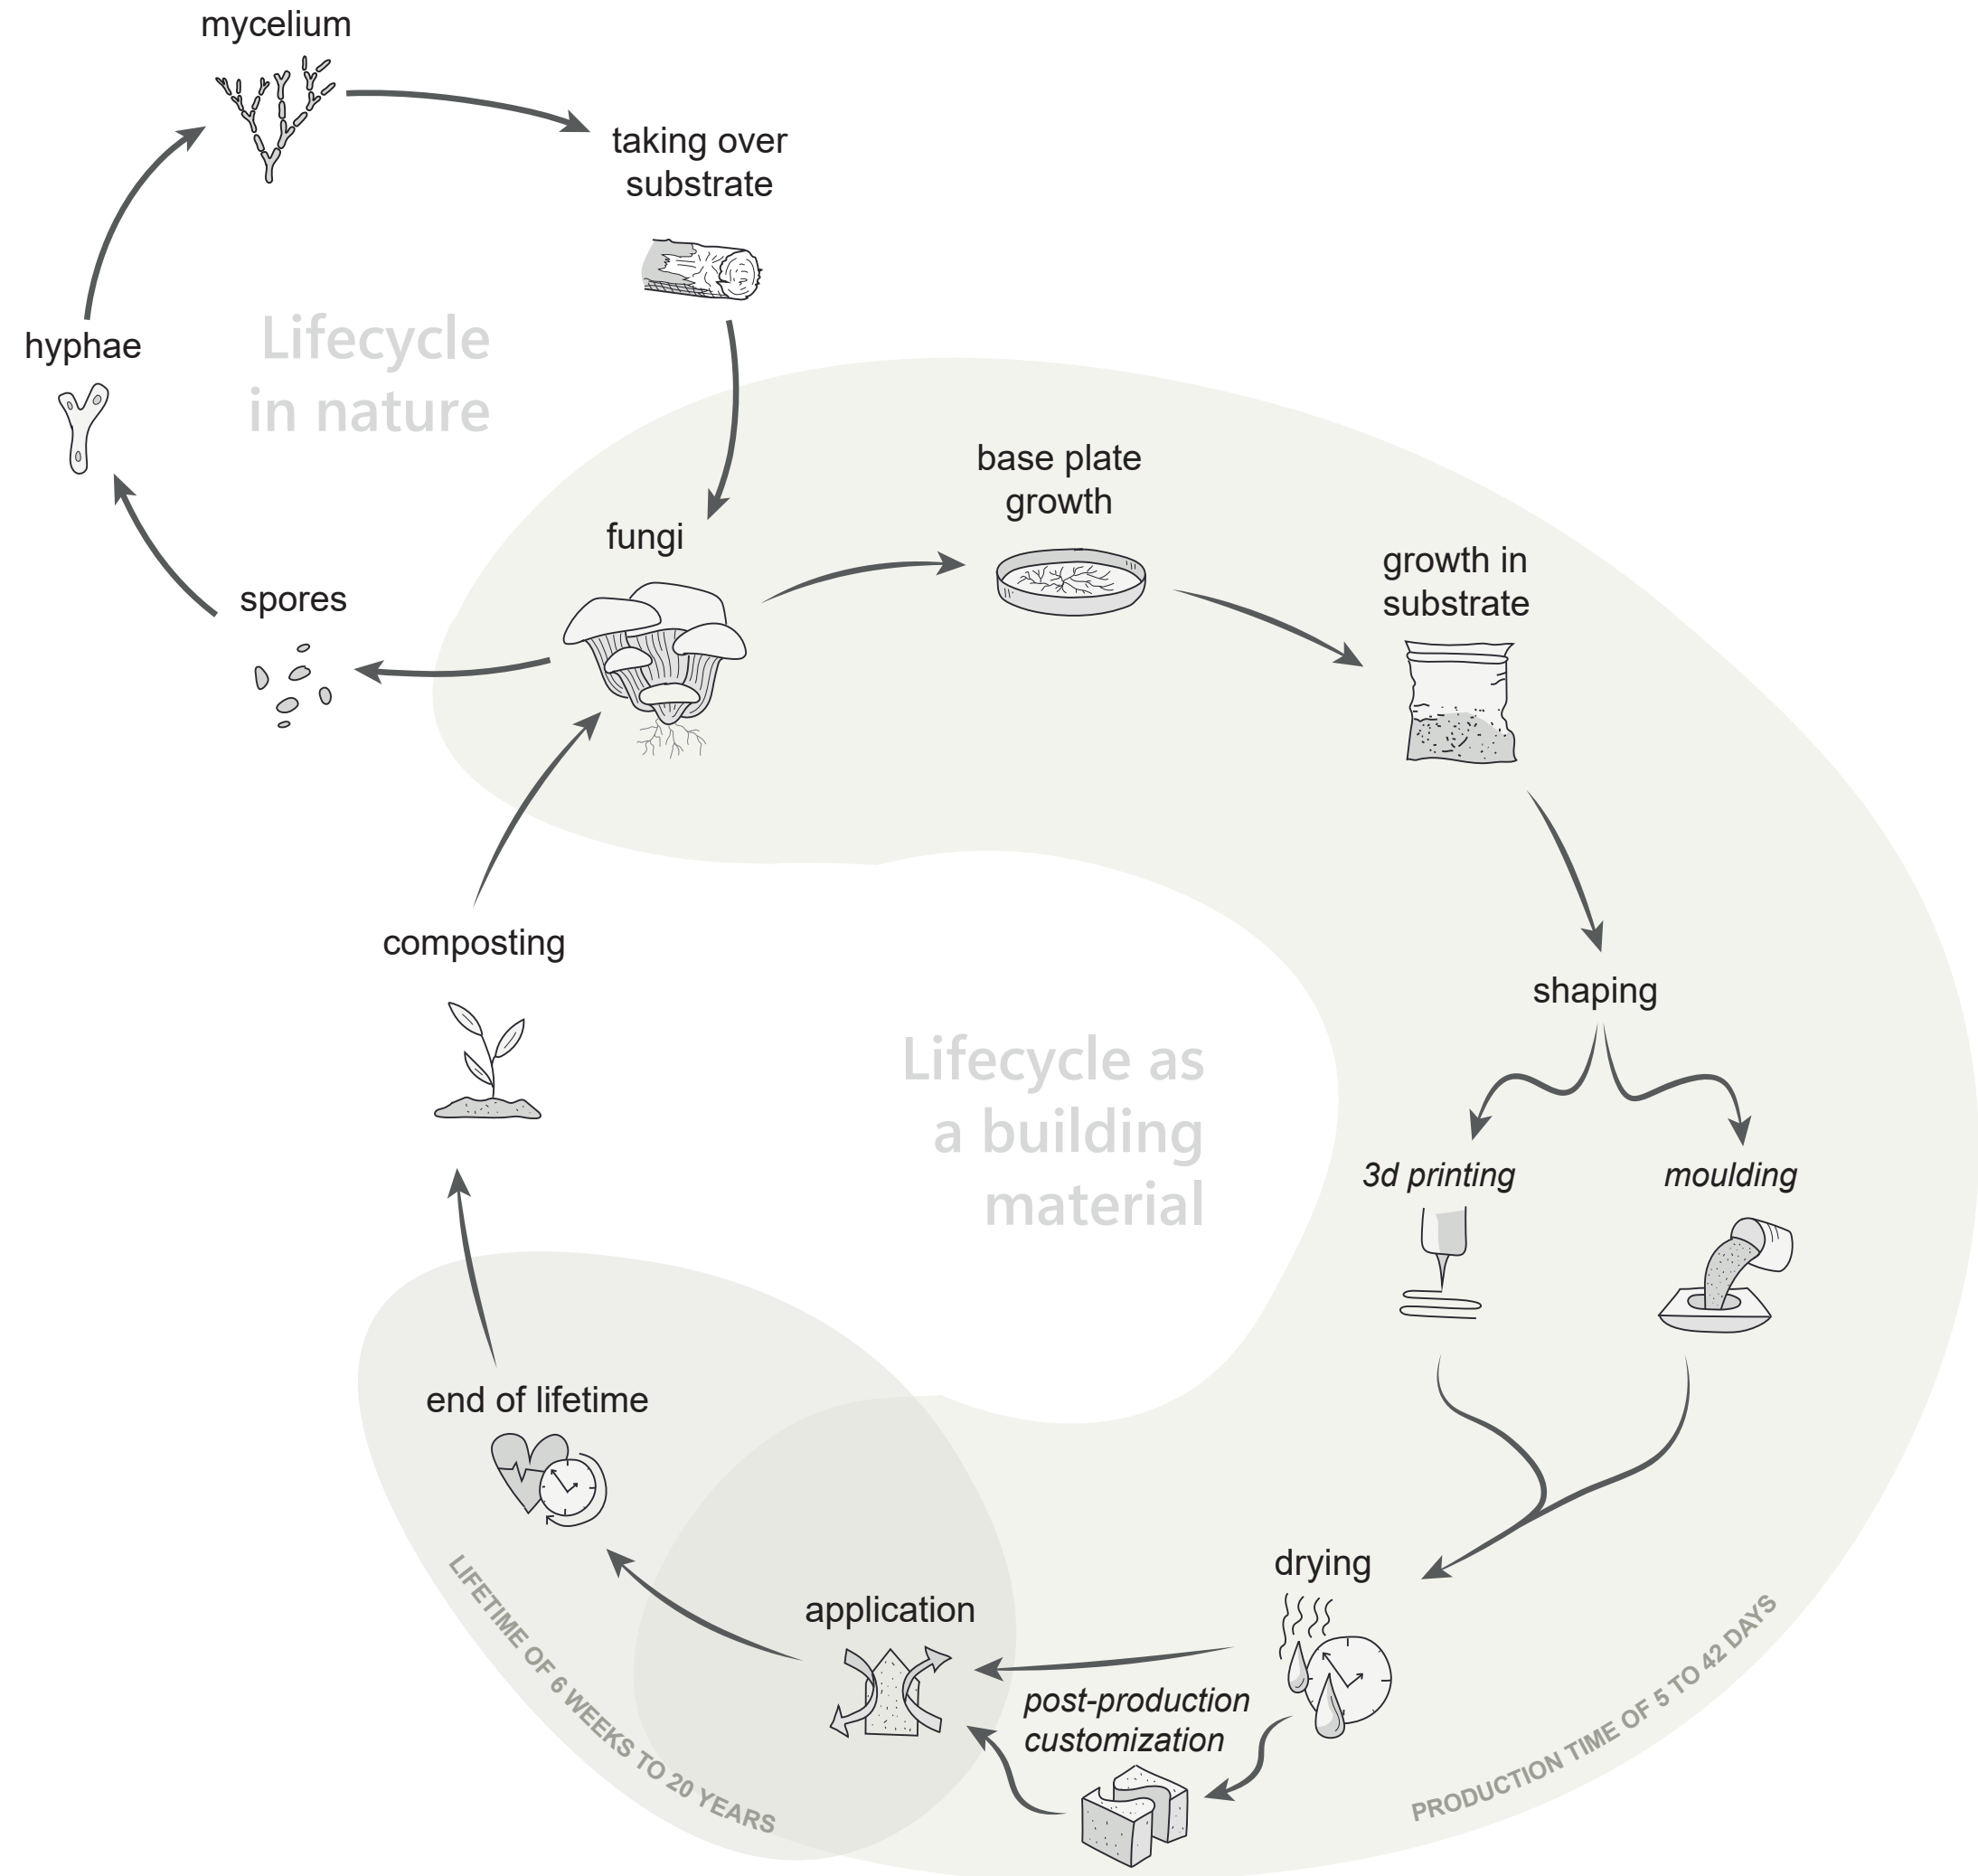 mycelium
taking over
substrate
hyphae
Lifecycle
in nature
spores
fungi
base plate
growth
growth in
substrate
composting
shaping
Lifecycle as
a building
material
3d printing
moulding
end of lifetime
drying
application
post-production
customization
LIFETIME OF 6 WEEKS TO 20 YEARS
PRODUCTION TIME OF 5 TO 42 DAYS